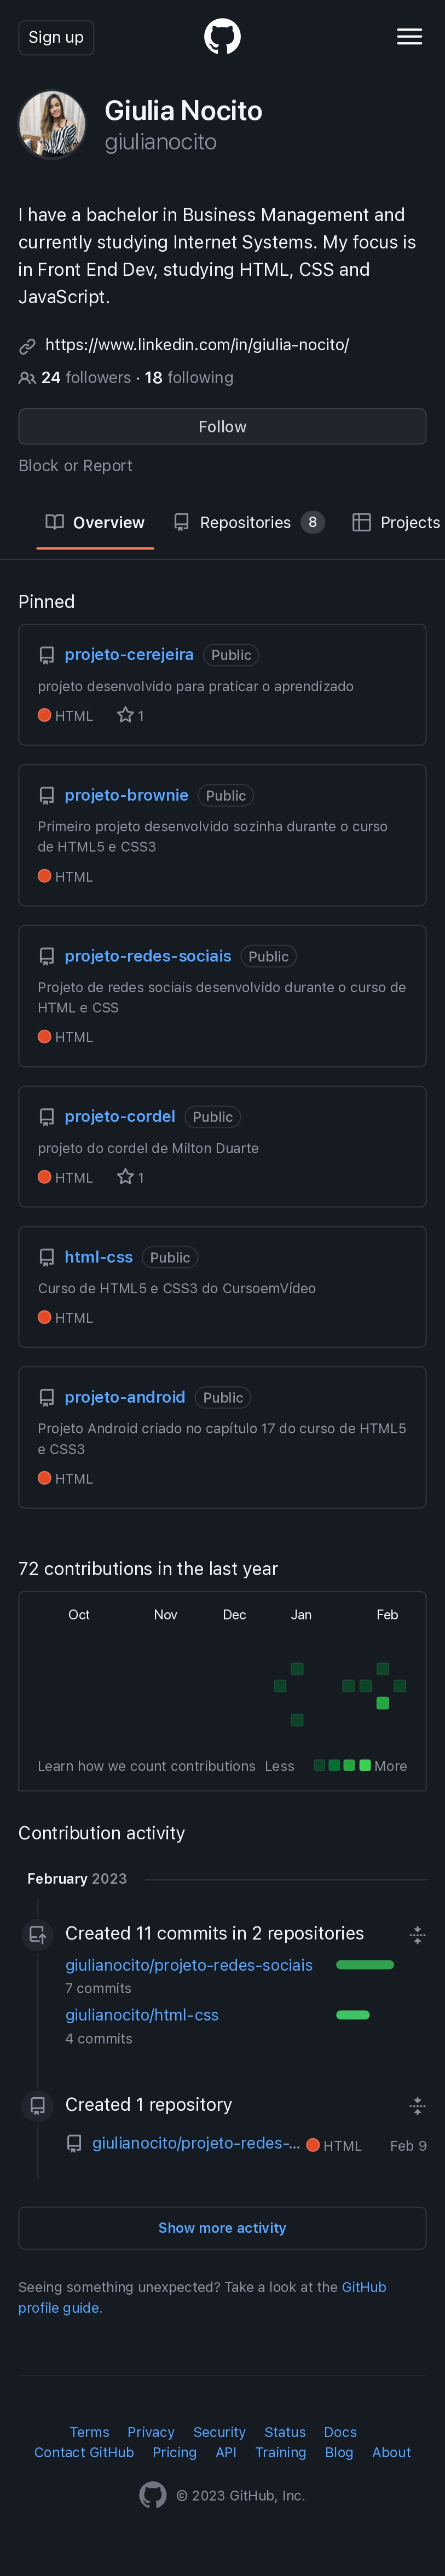 Sign up
Giulia Nocito
giulianocito
I have a bachelor in Business Management and
currently studying Internet Systems. My focus is
in Front End Dev, studying HTML, CSS and
JavaScript.
https://www.linkedin.com/in/giulia-nocito/
24 followers · 18 following
Follow
Block or Report
Overview Repositories 8 Projects
Pinned
projeto-cerejeira Public
projeto desenvolvido para praticar o aprendizado
HTML 1
projeto-brownie Public
Primeiro projeto desenvolvido sozinha durante o curso
de HTML5 e CSS3
HTML
projeto-redes-sociais Public
Projeto de redes sociais desenvolvido durante o curso de
HTML e CSS
HTML
projeto-cordel Public
projeto do cordel de Milton Duarte
HTML 1
html-css Public
Curso de HTML5 e CSS3 do CursoemVídeo
HTML
projeto-android Public
Projeto Android criado no capítulo 17 do curso de HTML5
e CSS3
HTML
72 contributions in the last year
Oct Nov Dec Jan Feb
Learn how we count contributions Less More
Contribution activity
February 2023
Created 11 commits in 2 repositories
giulianocito/projeto-redes-sociais
7 commits
giulianocito/html-css
4 commits
Created 1 repository
giulianocito/projeto-redes-... HTML Feb 9
Show more activity
Seeing something unexpected? Take a look at the GitHub
profile guide.
Terms Privacy Security Status Docs
Contact GitHub Pricing API Training Blog About
© 2023 GitHub, Inc.